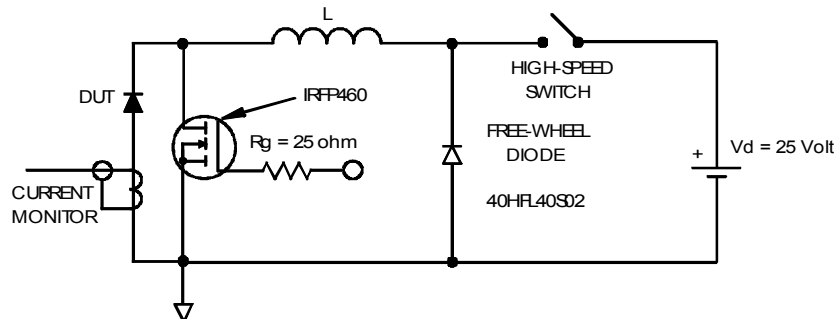 L
HIGH-SPEED
SWITCH
DUT
IRFP460
Rg = 25 ohm
FREE-WHEEL
DIODE
+
Vd = 25 Volt
CURRENT
MONITOR
40HFL40S02